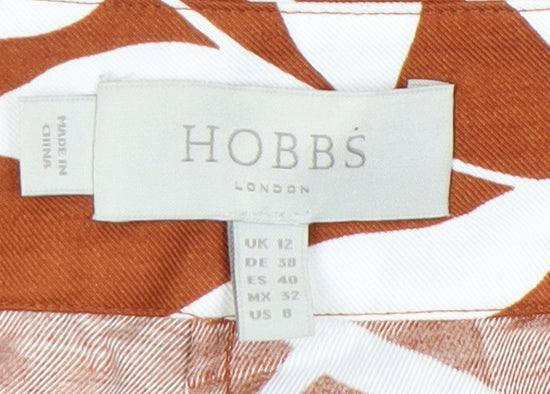 HOBBS
LONDON
MADE IN
CHINA
UK 12
DE 38
ES 40
MX 32
US 8